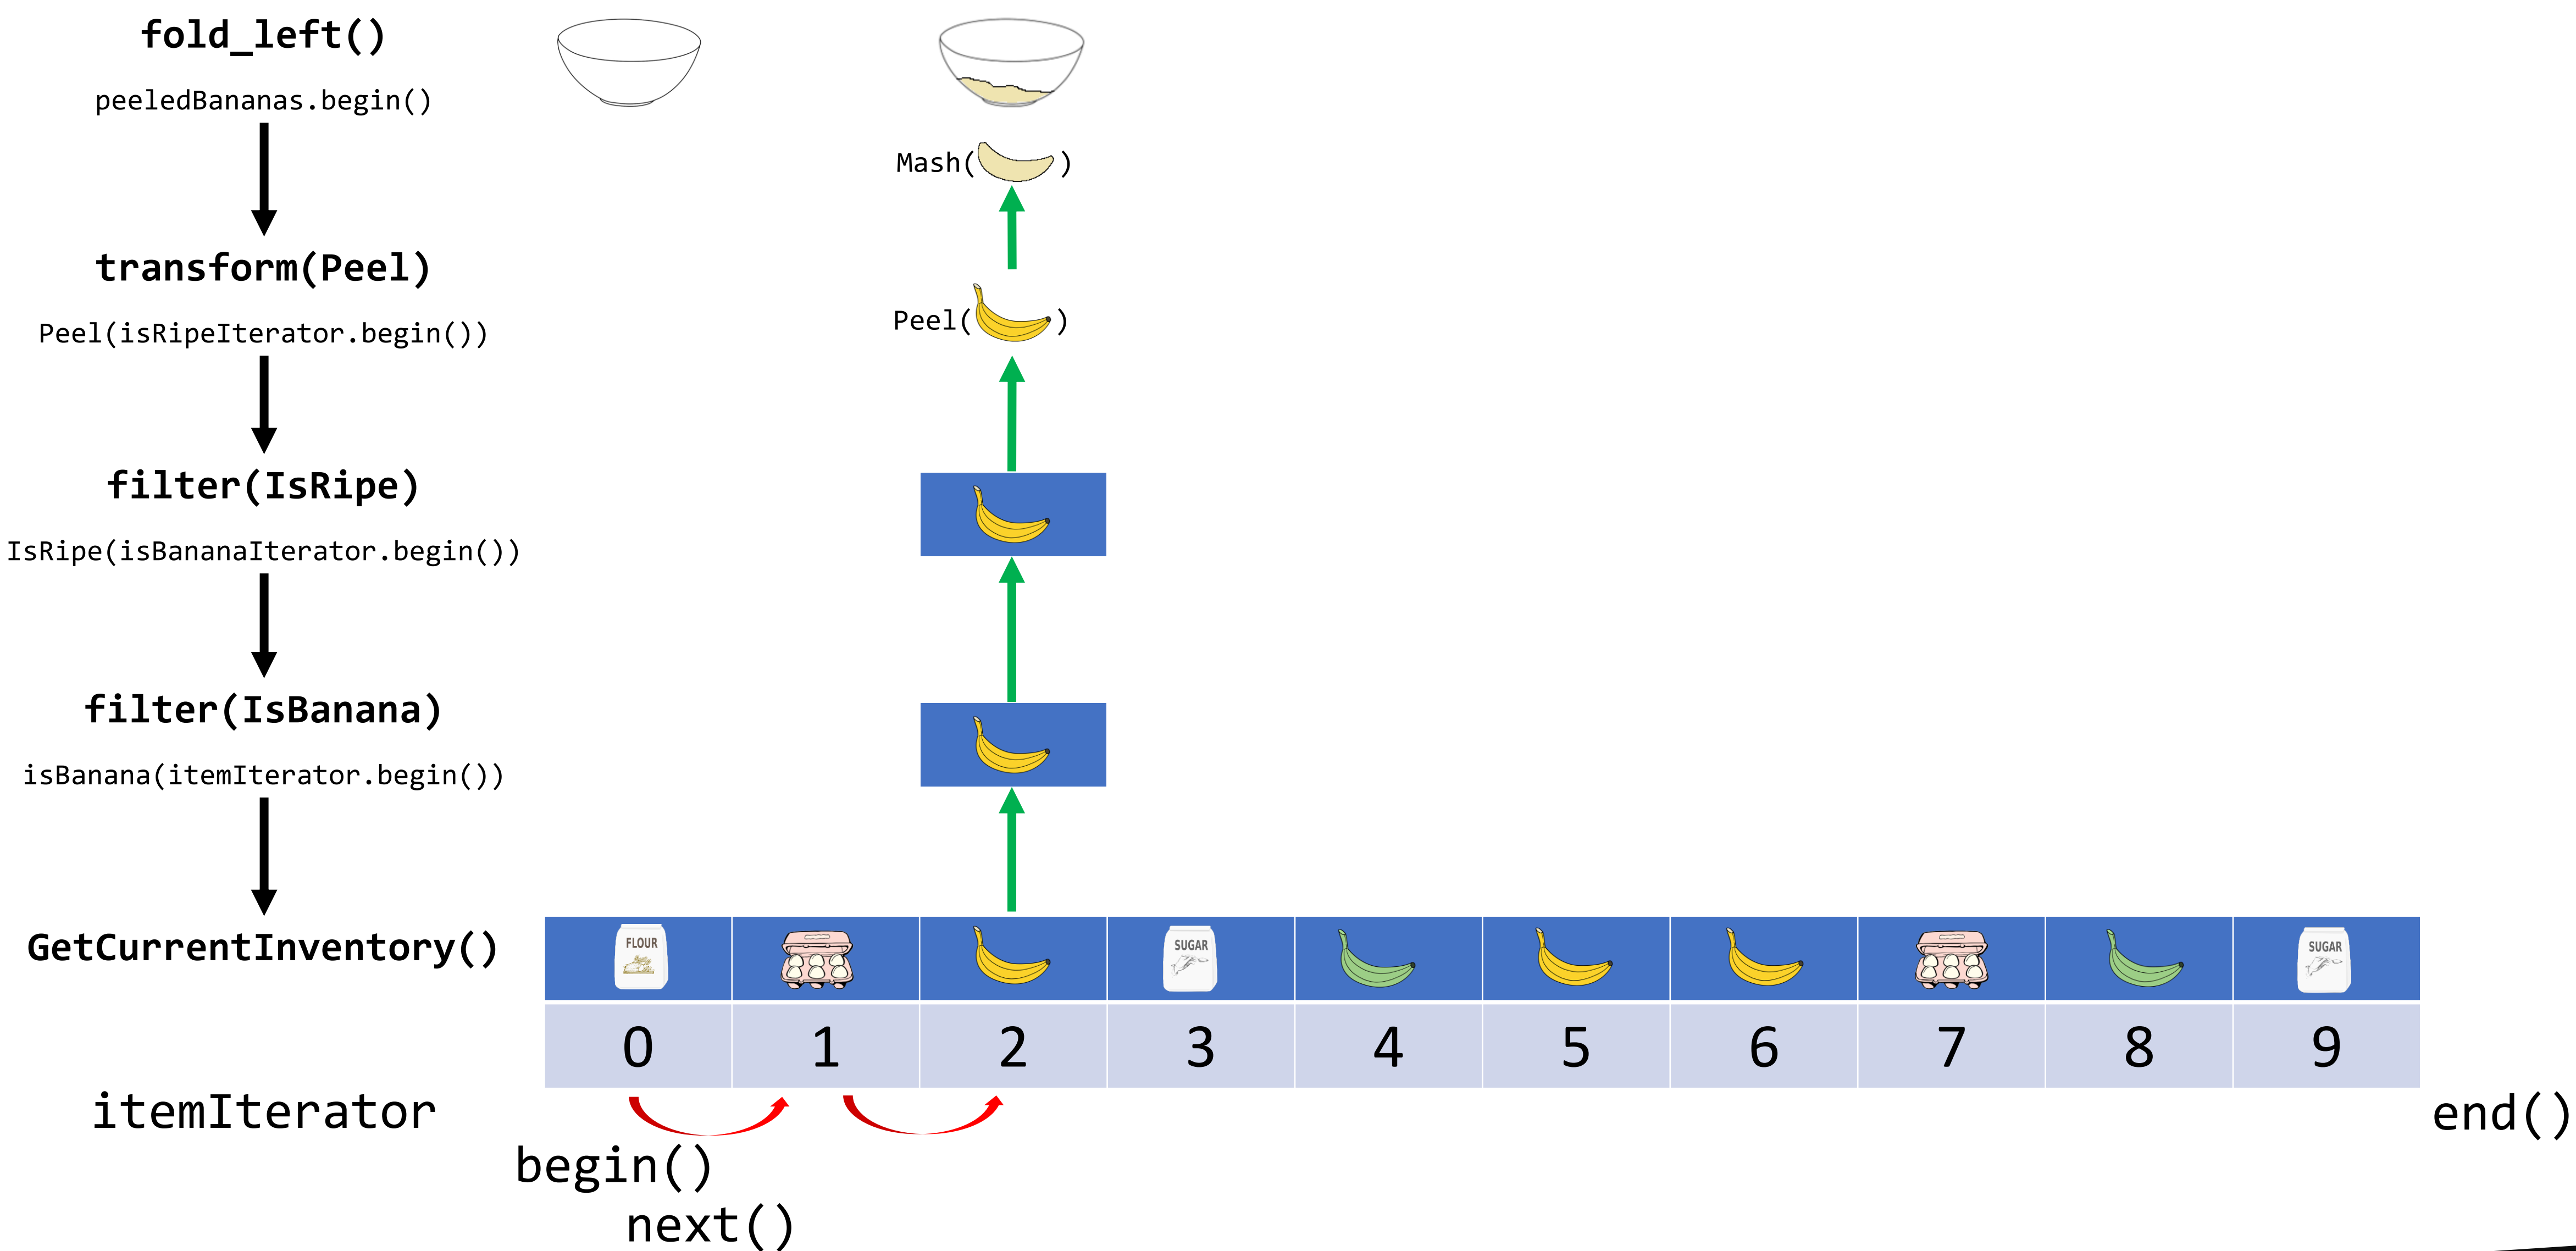 fold_left()
peeledBananas.begin()
Mash( )
transform(Peel)
Peel(isRipeIterator.begin())
Peel( )
filter(IsRipe)
IsRipe(isBananaIterator.begin())
filter(IsBanana)
isBanana(itemIterator.begin())
GetCurrentInventory()
FLOUR
SUGAR
SUGAR
0 1 2 3 4 5 6 7 8 9
itemIterator
end()
begin()
next()